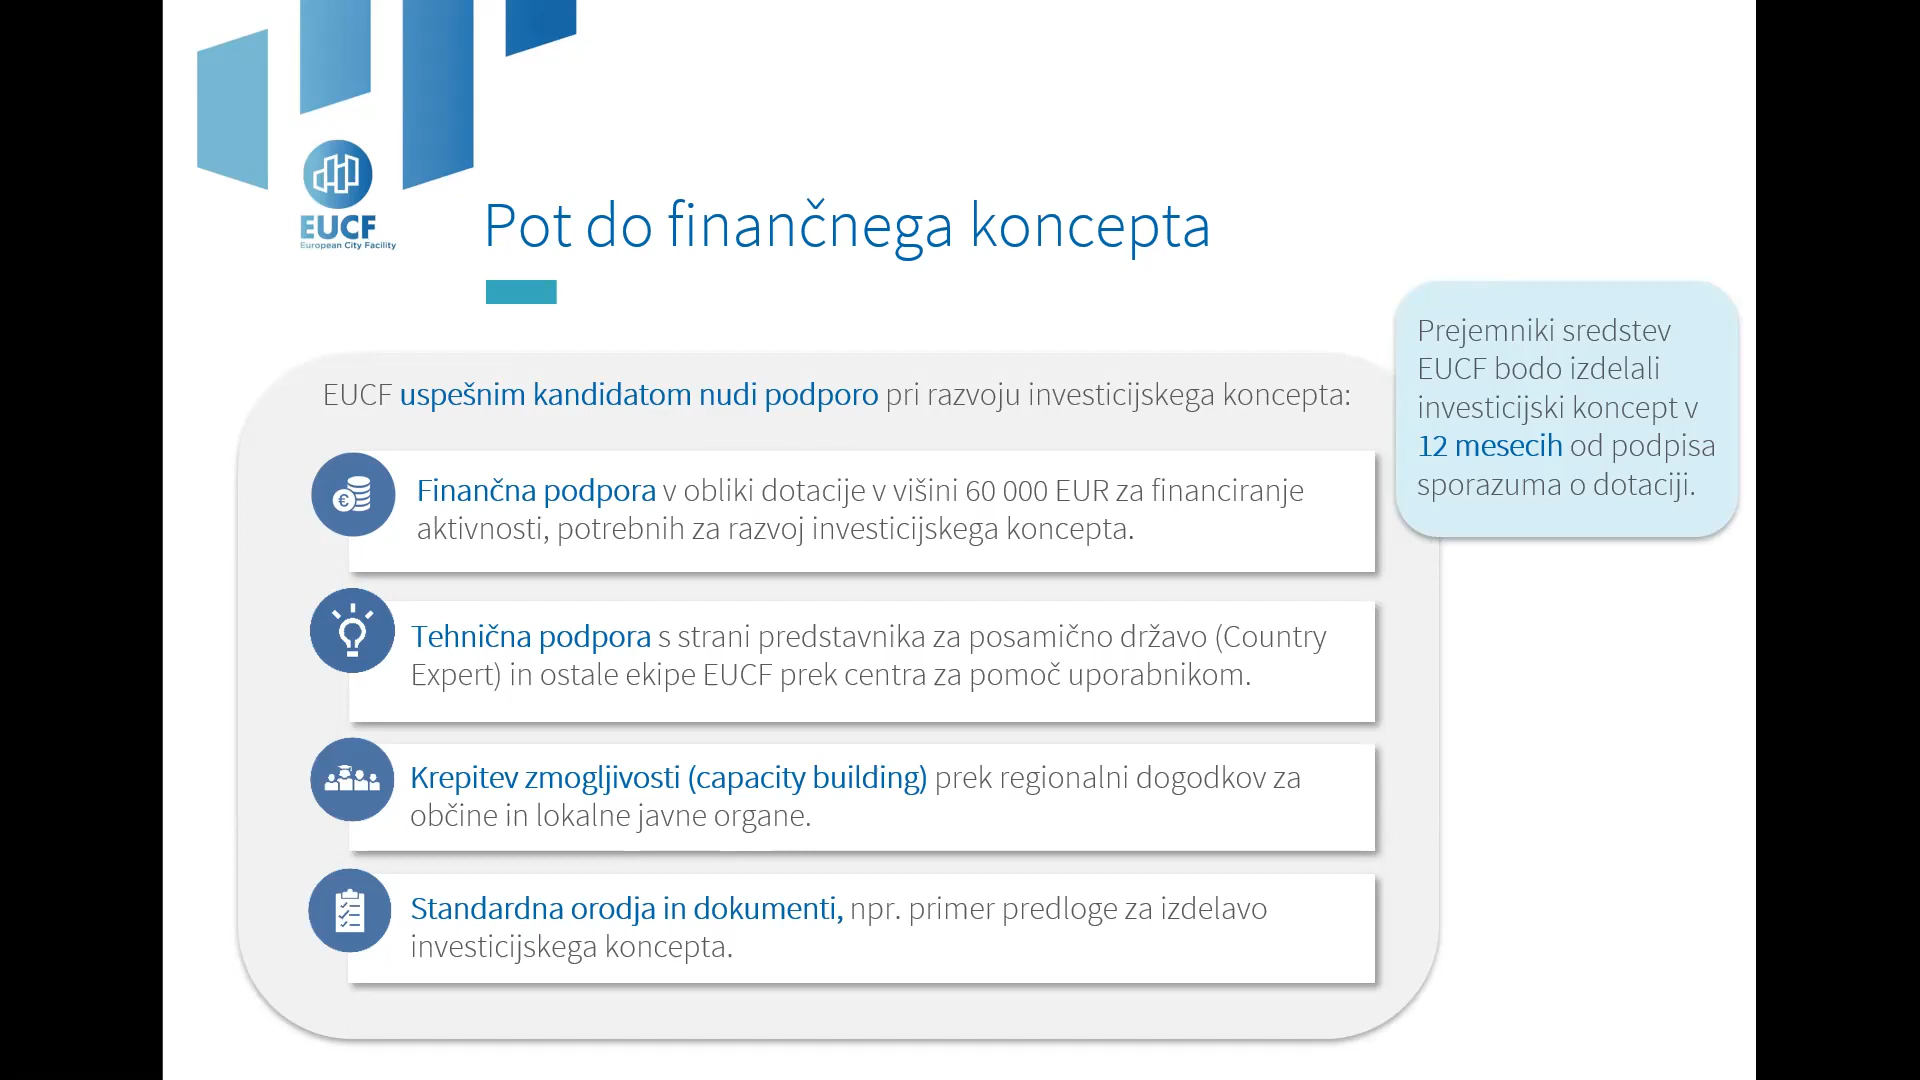 EUCF
European City Facility
Pot do finančnega koncepta
Prejemniki sredstev
EUCF bodo izdelali
investicijski koncept v
12 mesecih od podpisa
sporazuma o dotaciji.
EUCF uspešnim kandidatom nudi podporo pri razvoju investicijskega koncepta:
Finančna podpora v obliki dotacije v višini 60 000 EUR za financiranje
aktivnosti, potrebnih za razvoj investicijskega koncepta.
Tehnična podpora s strani predstavnika za posamično državo (Country
Expert) in ostale ekipe EUCF prek centra za pomoč uporabnikom.
Krepitev zmogljivosti (capacity building) prek regionalni dogodkov za
občine in lokalne javne organe.
Standardna orodja in dokumenti, npr. primer predloge za izdelavo
investicijskega koncepta.